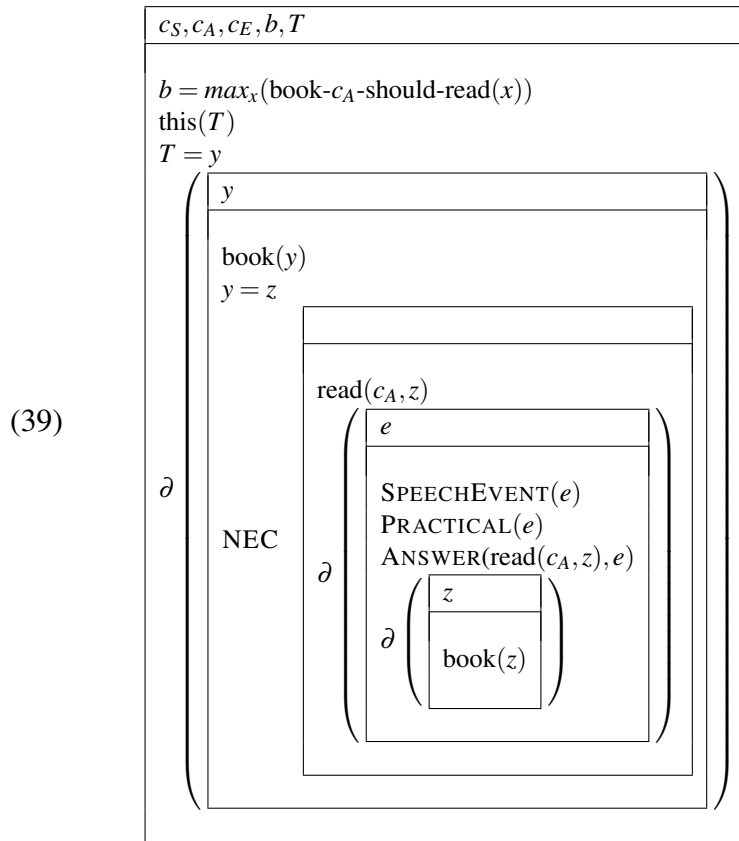 c_S, c_A, c_E, b, T
b = max_x(book-c_A-should-read(x))
this(T)
T = y
y
book(y)
y = z
read(c_A, z)
(39)
e
∂
SPEECHEVENT(e)
PRACTICAL(e)
NEC
∂
ANSWER(read(c_A, z), e)
z
∂
book(z)